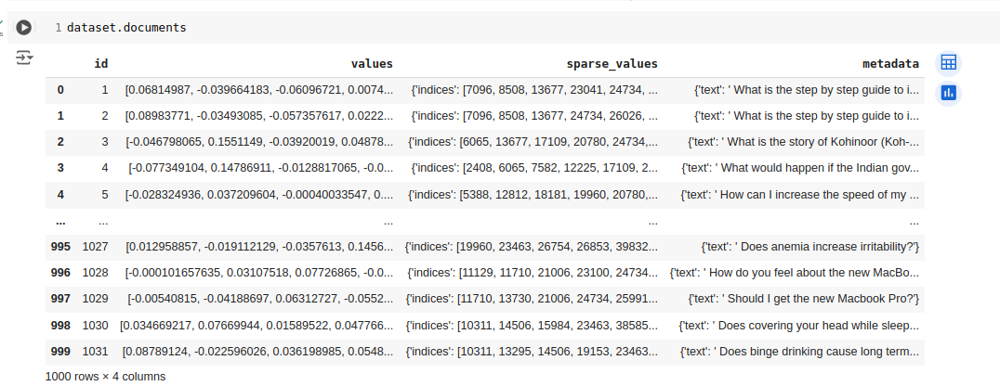 1 dataset.documents
id values sparse_values metadata
0 1 [0.06814987, -0.039664183, -0.06096721, 0.0074... {'indices': [7096, 8508, 13677, 23041, 24734, ... {'text': ' What is the step by step guide to i...
1 2 [0.08983771, -0.03493085, -0.057357617, 0.0222... {'indices': [7096, 8508, 13677, 24734, 26026, ... {'text': ' What is the step by step guide to i...
2 3 [-0.046798065, 0.1551149, -0.03920019, 0.04878... {'indices': [6065, 13677, 17109, 20780, 24734,... {'text': ' What is the story of Kohinoor (Koh-...
3 4 [-0.077349104, 0.14786911, -0.0128817065, -0.0... {'indices': [2408, 6065, 7582, 12225, 17109, 2... {'text': ' What would happen if the Indian gov...
4 5 [-0.028324936, 0.037209604, -0.00040033547, 0.... {'indices': [5388, 12812, 18181, 19960, 20780,... {'text': ' How can I increase the speed of my ...
... ... ... ... ...
995 1027 [0.012958857, -0.019112129, -0.0357613, 0.1456... {'indices': [19960, 23463, 26754, 26853, 39832... {'text': ' Does anemia increase irritability?'}
996 1028 [-0.000101657635, 0.03107518, 0.07726865, -0.0... {'indices': [11129, 11710, 21006, 23100, 24734... {'text': ' How do you feel about the new MacBo...
997 1029 [-0.00540815, -0.04188697, 0.06312727, -0.0552... {'indices': [11710, 13730, 21006, 24734, 25991... {'text': ' Should I get the new Macbook Pro?'}
998 1030 [0.034669217, 0.07669944, 0.01589522, 0.047766... {'indices': [10311, 14506, 15984, 23463, 38585... {'text': ' Does covering your head while sleep...
999 1031 [0.08789124, -0.022596026, 0.036198985, 0.0548... {'indices': [10311, 13295, 14506, 19153, 23463... {'text': ' Does binge drinking cause long term...
1000 rows × 4 columns